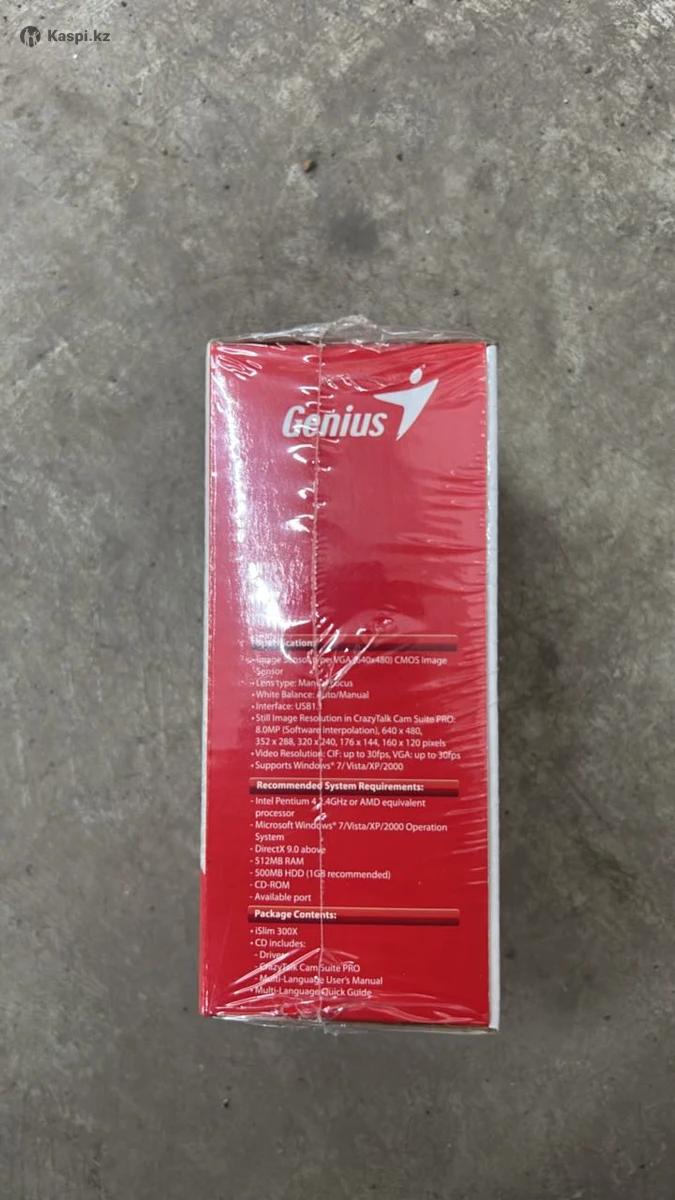 Kaspi.kz
Genius
Specifications:
• Image Sensor type: VGA (640x480) CMOS Image
Sensor
• Lens type: Manual Focus
• White Balance: Auto/Manual
• Interface: USB1.1
• Still Image Resolution in CrazyTalk Cam Suite PRO:
8.0MP (Software Interpolation), 640 x 480,
352 x 288, 320 x 240, 176 x 144, 160 x 120 pixels
• Video Resolution: CIF: up to 30fps, VGA: up to 30fps
• Supports Windows® 7/ Vista/XP/2000
Recommended System Requirements:
- Intel Pentium 4 2.4GHz or AMD equivalent
processor
- Microsoft Windows® 7/Vista/XP/2000 Operation
System
- DirectX 9.0 above
- 512MB RAM
- 500MB HDD (1GB recommended)
- CD-ROM
- Available port
Package Contents:
• iSlim 300X
• CD includes:
- Driver
- CrazyTalk Cam Suite PRO
- Multi-Language User's Manual
• Multi-Language Quick Guide